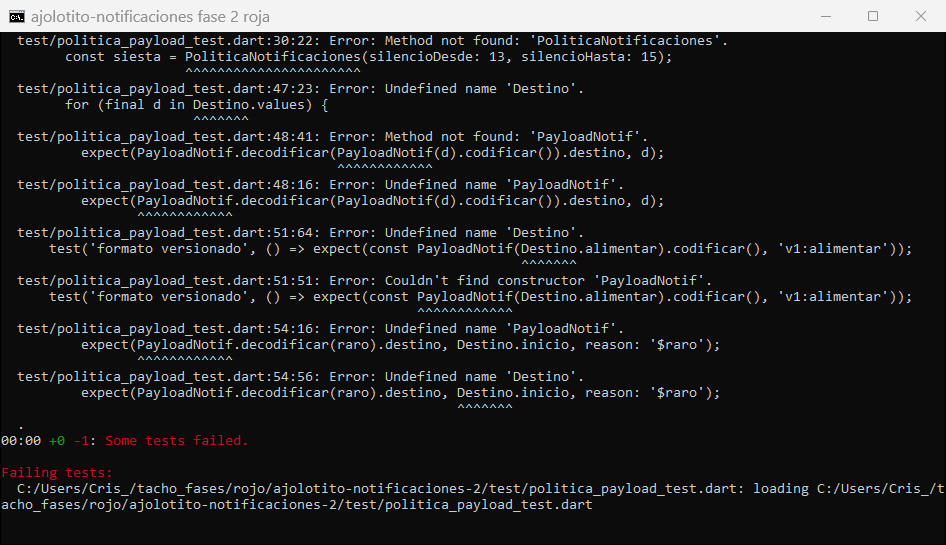 ajolotito-notificaciones fase 2 roja
test/politica_payload_test.dart:30:22: Error: Method not found: 'PoliticaNotificaciones'.
const siesta = PoliticaNotificaciones(silencioDesde: 13, silencioHasta: 15);
^^^^^^^^^^^^^^^^^^^^^^
test/politica_payload_test.dart:47:23: Error: Undefined name 'Destino'.
for (final d in Destino.values) {
^^^^^^^
test/politica_payload_test.dart:48:41: Error: Method not found: 'PayloadNotif'.
expect(PayloadNotif.decodificar(PayloadNotif(d).codificar()).destino, d);
^^^^^^^^^^^^
test/politica_payload_test.dart:48:16: Error: Undefined name 'PayloadNotif'.
expect(PayloadNotif.decodificar(PayloadNotif(d).codificar()).destino, d);
^^^^^^^^^^^^
test/politica_payload_test.dart:51:64: Error: Undefined name 'Destino'.
test('formato versionado', () => expect(const PayloadNotif(Destino.alimentar).codificar(), 'v1:alimentar'));
^^^^^^^
test/politica_payload_test.dart:51:51: Error: Couldn't find constructor 'PayloadNotif'.
test('formato versionado', () => expect(const PayloadNotif(Destino.alimentar).codificar(), 'v1:alimentar'));
^^^^^^^^^^^^
test/politica_payload_test.dart:54:16: Error: Undefined name 'PayloadNotif'.
expect(PayloadNotif.decodificar(raro).destino, Destino.inicio, reason: '$raro');
^^^^^^^^^^^^
test/politica_payload_test.dart:54:56: Error: Undefined name 'Destino'.
expect(PayloadNotif.decodificar(raro).destino, Destino.inicio, reason: '$raro');
^^^^^^^
.
00:00 +0 -1: Some tests failed.
Failing tests:
C:/Users/Cris_/tacho_fases/rojo/ajolotito-notificaciones-2/test/politica_payload_test.dart: loading C:/Users/Cris_/t
acho_fases/rojo/ajolotito-notificaciones-2/test/politica_payload_test.dart